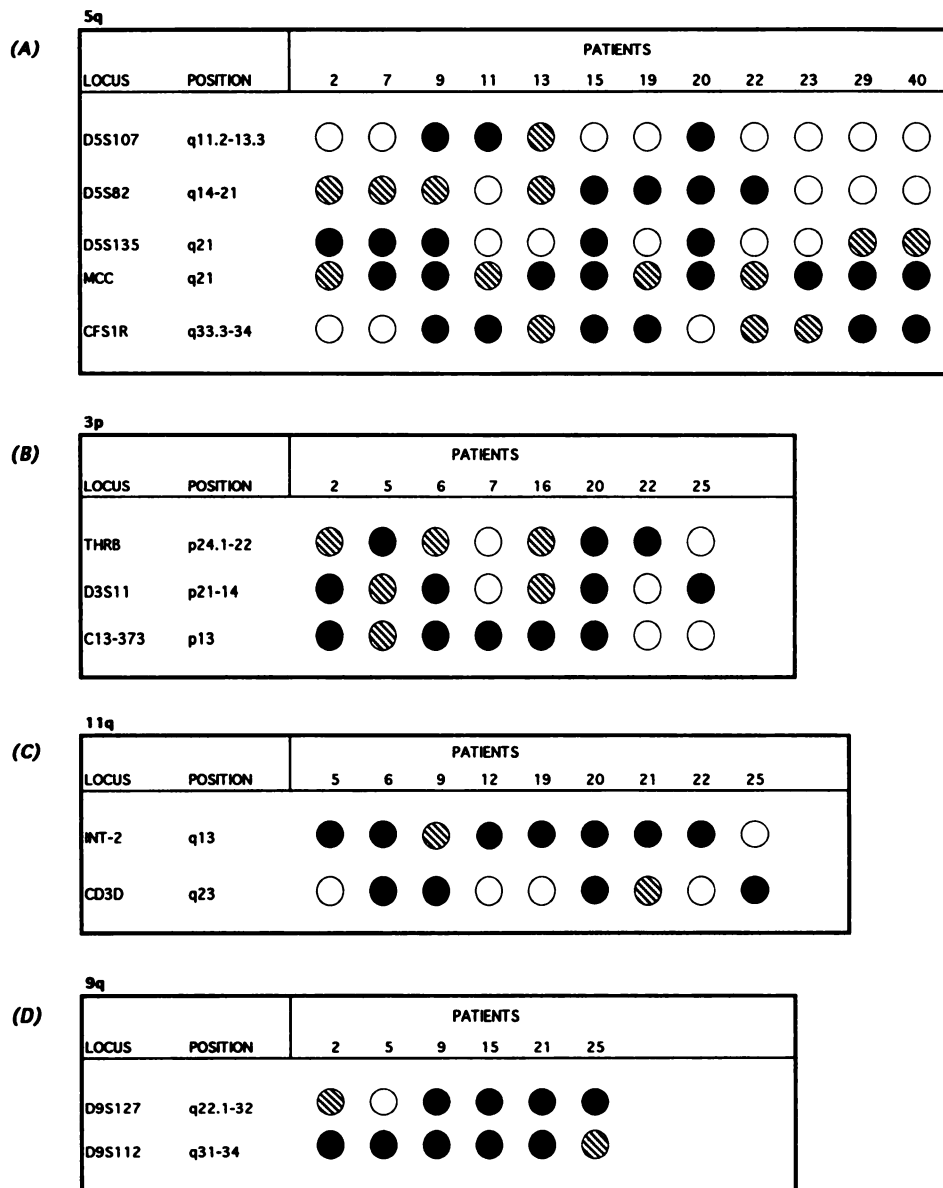 5q
(A)
PATIENTS
LOCUS POSITION 2 7 9 11 13 15 19 20 22 23 29 40
D5S107 q11.2-13.3
D5S82 q14-21
D5S135 q21
MCC q21
CFS1R q33.3-34
3p
(B)
PATIENTS
LOCUS POSITION 2 5 6 7 16 20 22 25
THRB p24.1-22
D3S11 p21-14
C13-373 p13
11q
(C)
PATIENTS
LOCUS POSITION 5 6 9 12 19 20 21 22 25
INT-2 q13
CD3D q23
9q
(D)
PATIENTS
LOCUS POSITION 2 5 9 15 21 25
D9S127 q22.1-32
D9S112 q31-34